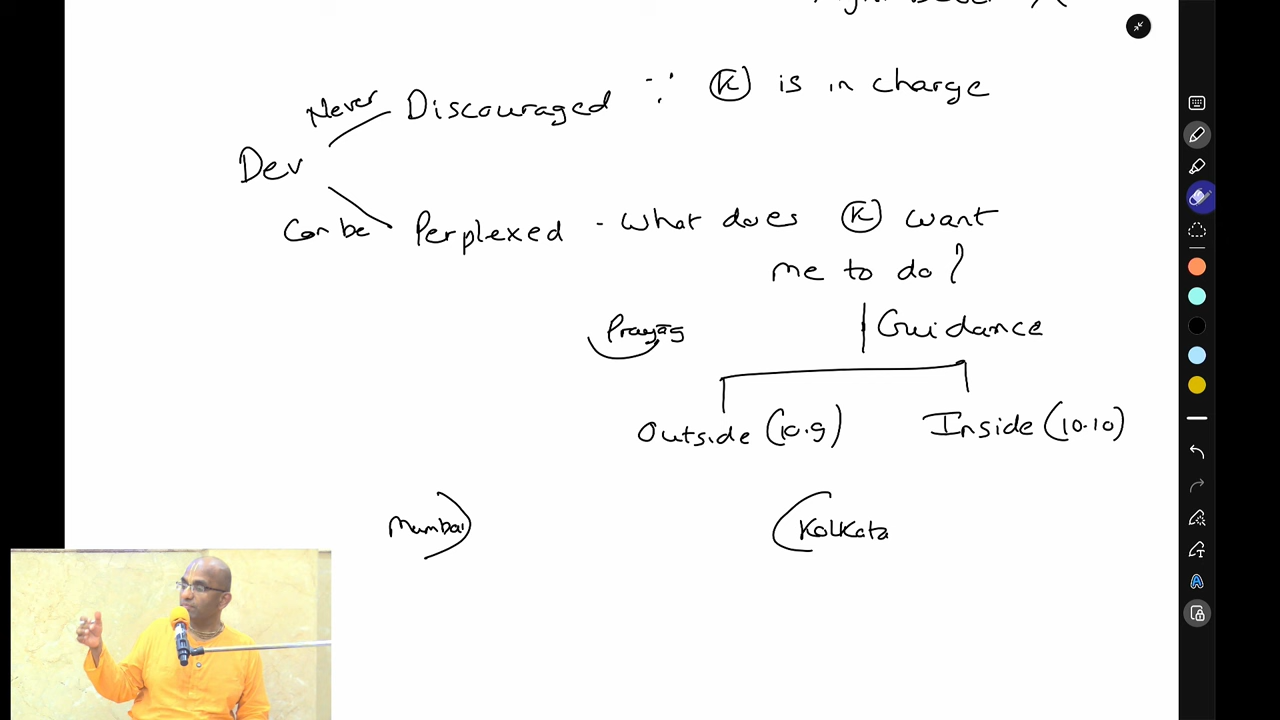 Never Discouraged ∵ Ⓚ is in charge
Dev
Can be Perplexed - What does Ⓚ want
me to do?
Prayag
Guidance
Outside (10.9) Inside (10.10)
Mumbai Kolkata